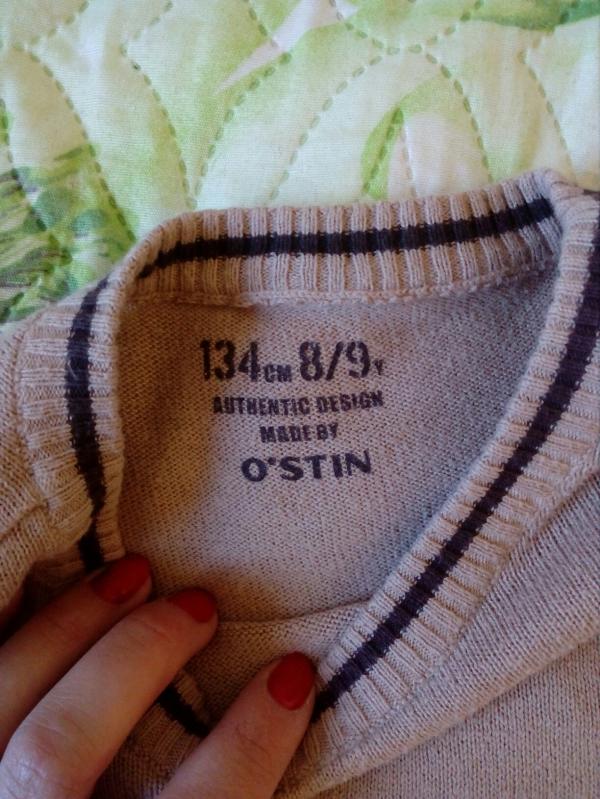 134CM 8/9Y
AUTHENTIC DESIGN
MADE BY
O'STIN